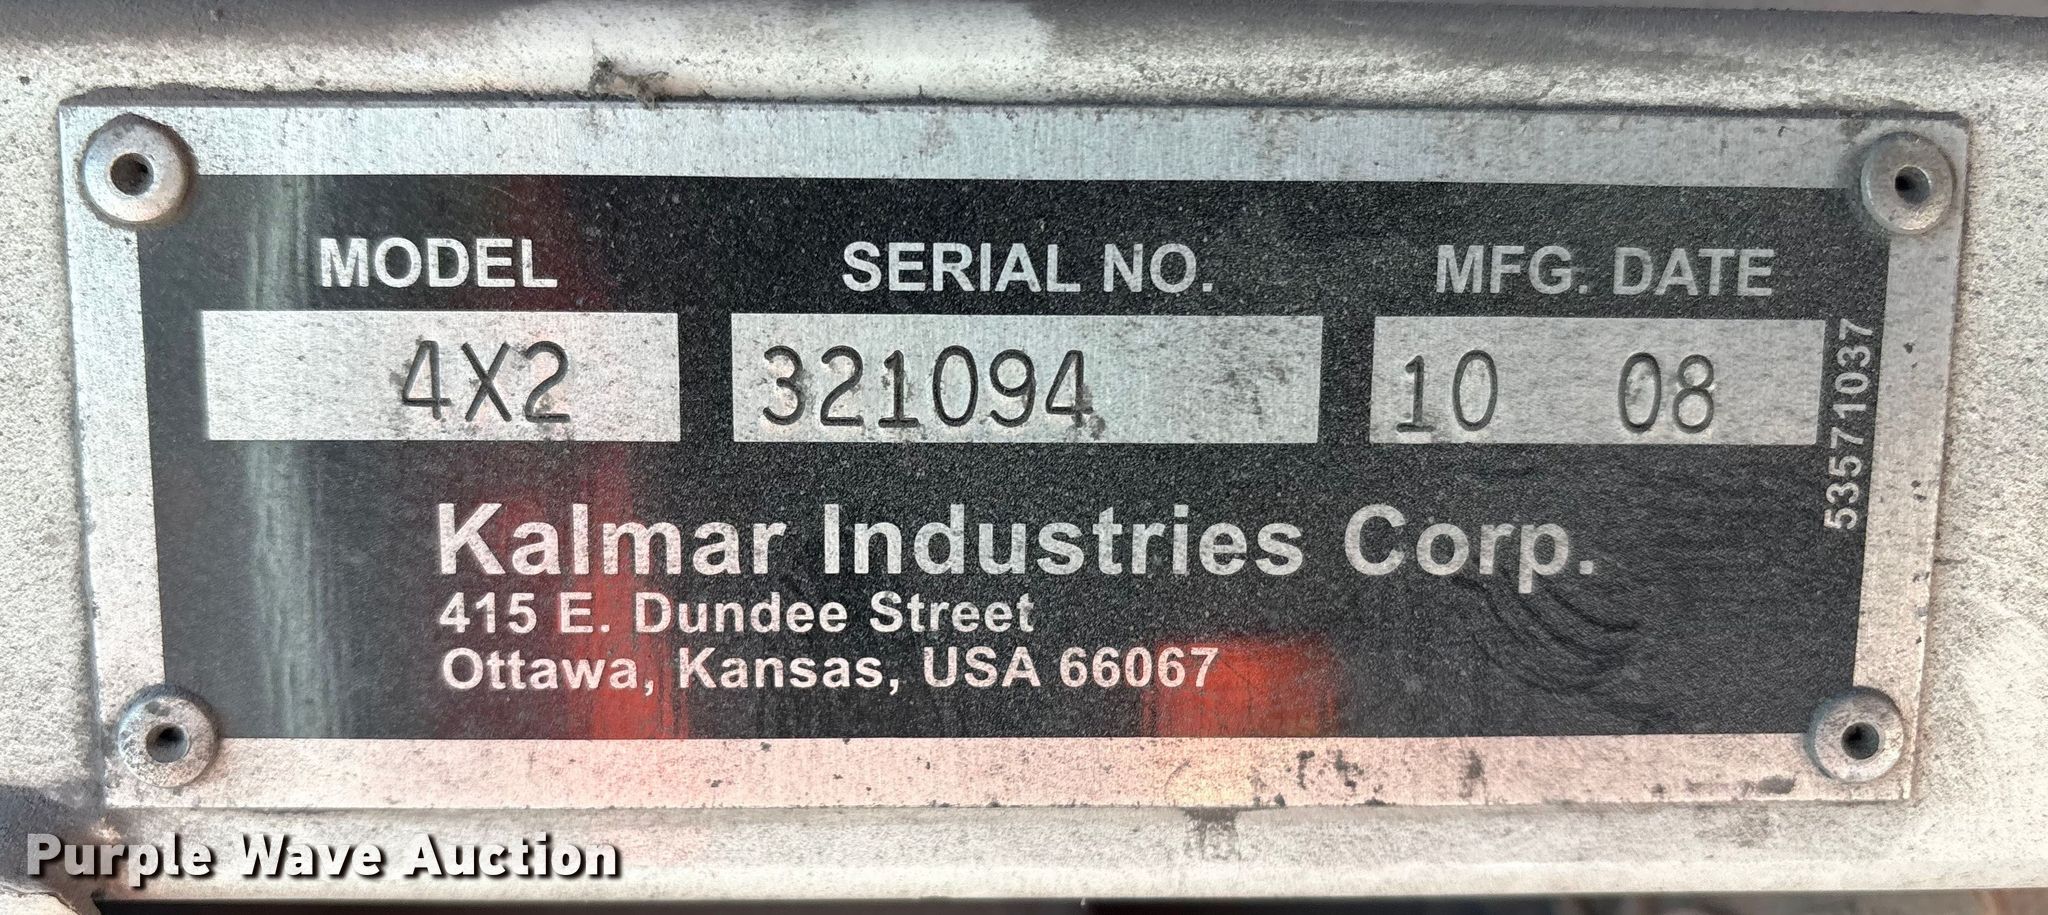 MODEL SERIAL NO. MFG. DATE
4X2 321094 10 08
53571037
Kalmar Industries Corp.
415 E. Dundee Street
Ottawa, Kansas, USA 66067
Purple Wave Auction